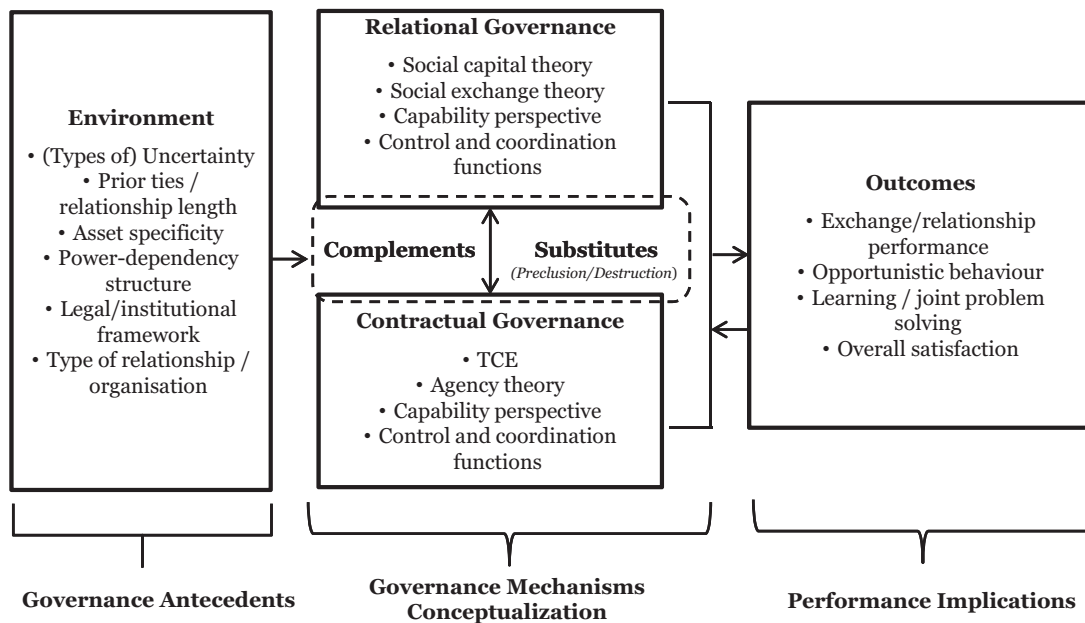 Environment
• (Types of) Uncertainty
• Prior ties /
relationship length
• Asset specificity
• Power-dependency
structure
• Legal/institutional
framework
• Type of relationship /
organisation
Relational Governance
• Social capital theory
• Social exchange theory
• Capability perspective
• Control and coordination
functions
Complements
Substitutes
(Preclusion/Destruction)
Contractual Governance
• TCE
• Agency theory
• Capability perspective
• Control and coordination
functions
Outcomes
• Exchange/relationship
performance
• Opportunistic behaviour
• Learning / joint problem
solving
• Overall satisfaction
Governance Antecedents
Governance Mechanisms
Conceptualization
Performance Implications